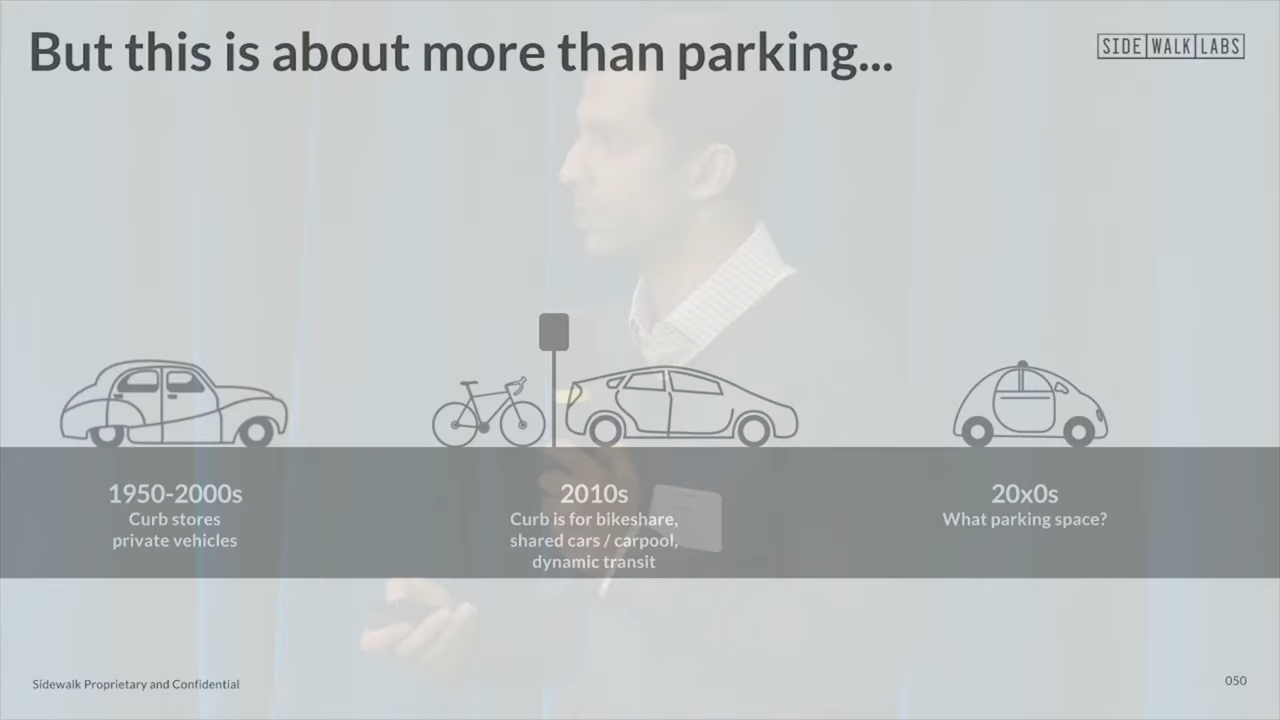 But this is about more than parking...
SIDE WALK LABS
1950-2000s
Curb stores
private vehicles
2010s
Curb is for bikeshare,
shared cars / carpool,
dynamic transit
20x0s
What parking space?
Sidewalk Proprietary and Confidential
050